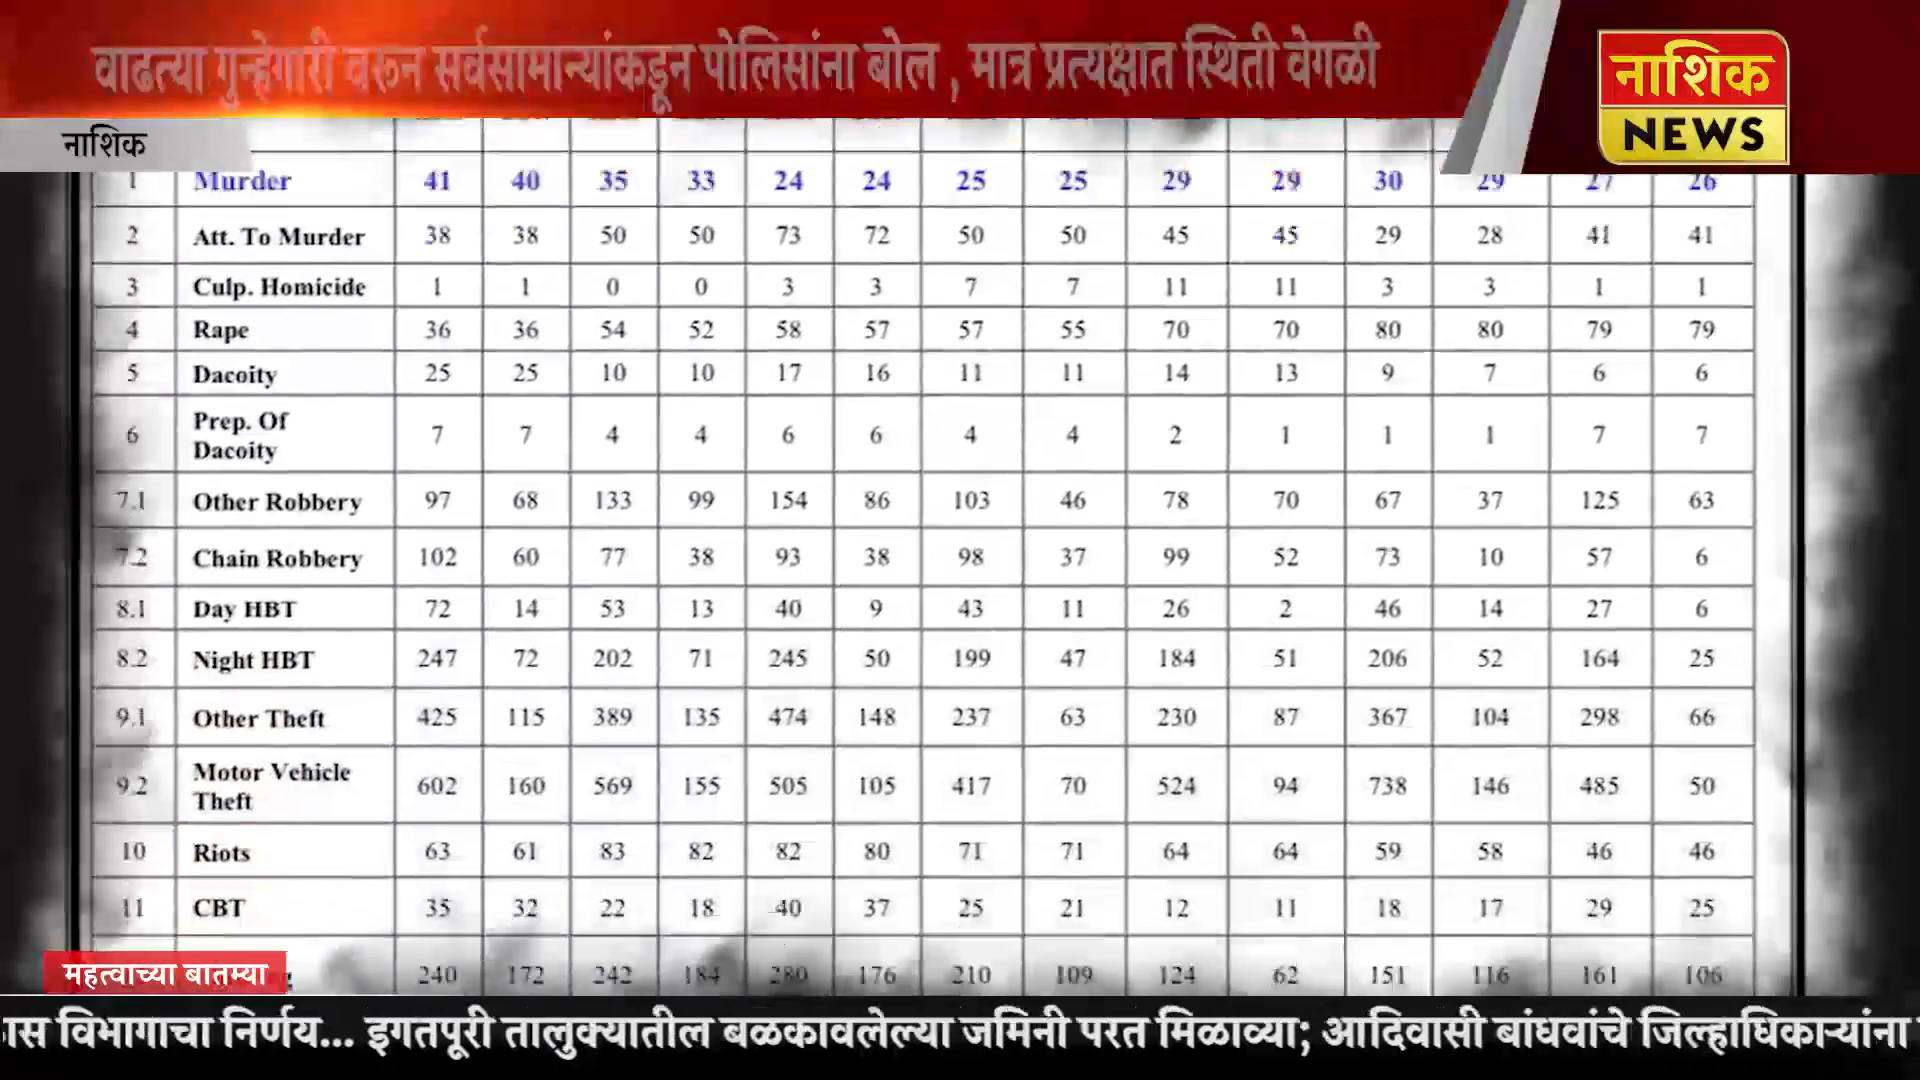 वाढत्या गुन्हेगारी वरून सर्वसामान्यांकडून पोलिसांना बोल , मात्र प्रत्यक्षात स्थिती वेगळी
नाशिक
NEWS
नाशिक
1 Murder 41 40 35 33 24 24 25 25 29 29 30 29 27 26
2 Att. To Murder 38 38 50 50 73 72 50 50 45 45 29 28 41 41
3 Culp. Homicide 1 1 0 0 3 3 7 7 11 11 3 3 1 1
4 Rape 36 36 54 52 58 57 57 55 70 70 80 80 79 79
5 Dacoity 25 25 10 10 17 16 11 11 14 13 9 7 6 6
6 Prep. Of Dacoity 7 7 4 4 6 6 4 4 2 1 1 1 7 7
7.1 Other Robbery 97 68 133 99 154 86 103 46 78 70 67 37 125 63
7.2 Chain Robbery 102 60 77 38 93 38 98 37 99 52 73 10 57 6
8.1 Day HBT 72 14 53 13 40 9 43 11 26 2 46 14 27 6
8.2 Night HBT 247 72 202 71 245 50 199 47 184 51 206 52 164 25
9.1 Other Theft 425 115 389 135 474 148 237 63 230 87 367 104 298 66
9.2 Motor Vehicle Theft 602 160 569 155 505 105 417 70 524 94 738 146 485 50
10 Riots 63 61 83 82 82 80 71 71 64 64 59 58 46 46
11 CBT 35 32 22 18 40 37 25 21 12 11 18 17 29 25
240 172 242 184 280 176 210 109 124 62 151 116 161 106
महत्वाच्या बातम्या
विभागाचा निर्णय... इगतपूरी तालुक्यातील बळकावलेल्या जमिनी परत मिळाव्या; आदिवासी बांधवांचे जिल्हाधिकाऱ्यांना